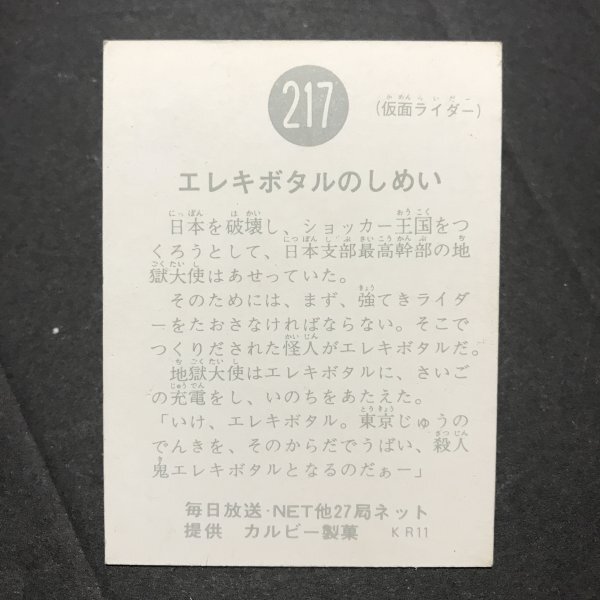 217
(仮面ライダー)
エレキボタルのしめい
日本を破壊し、ショッカー王国をつ
くろうとして、日本支部最高幹部の地
獄大使はあせっていた。
そのためには、まず、強てきライダ
ーをたおさなければならない。そこで
つくりだされた怪人がエレキボタルだ。
地獄大使はエレキボタルに、さいご
の充電をし、いのちをあたえた。
「いけ、エレキボタル。東京じゅうの
でんきを、そのからだでうばい、殺人
鬼エレキボタルとなるのだぁー」
毎日放送・NET他27局ネット
提供 カルビー製菓 KR11